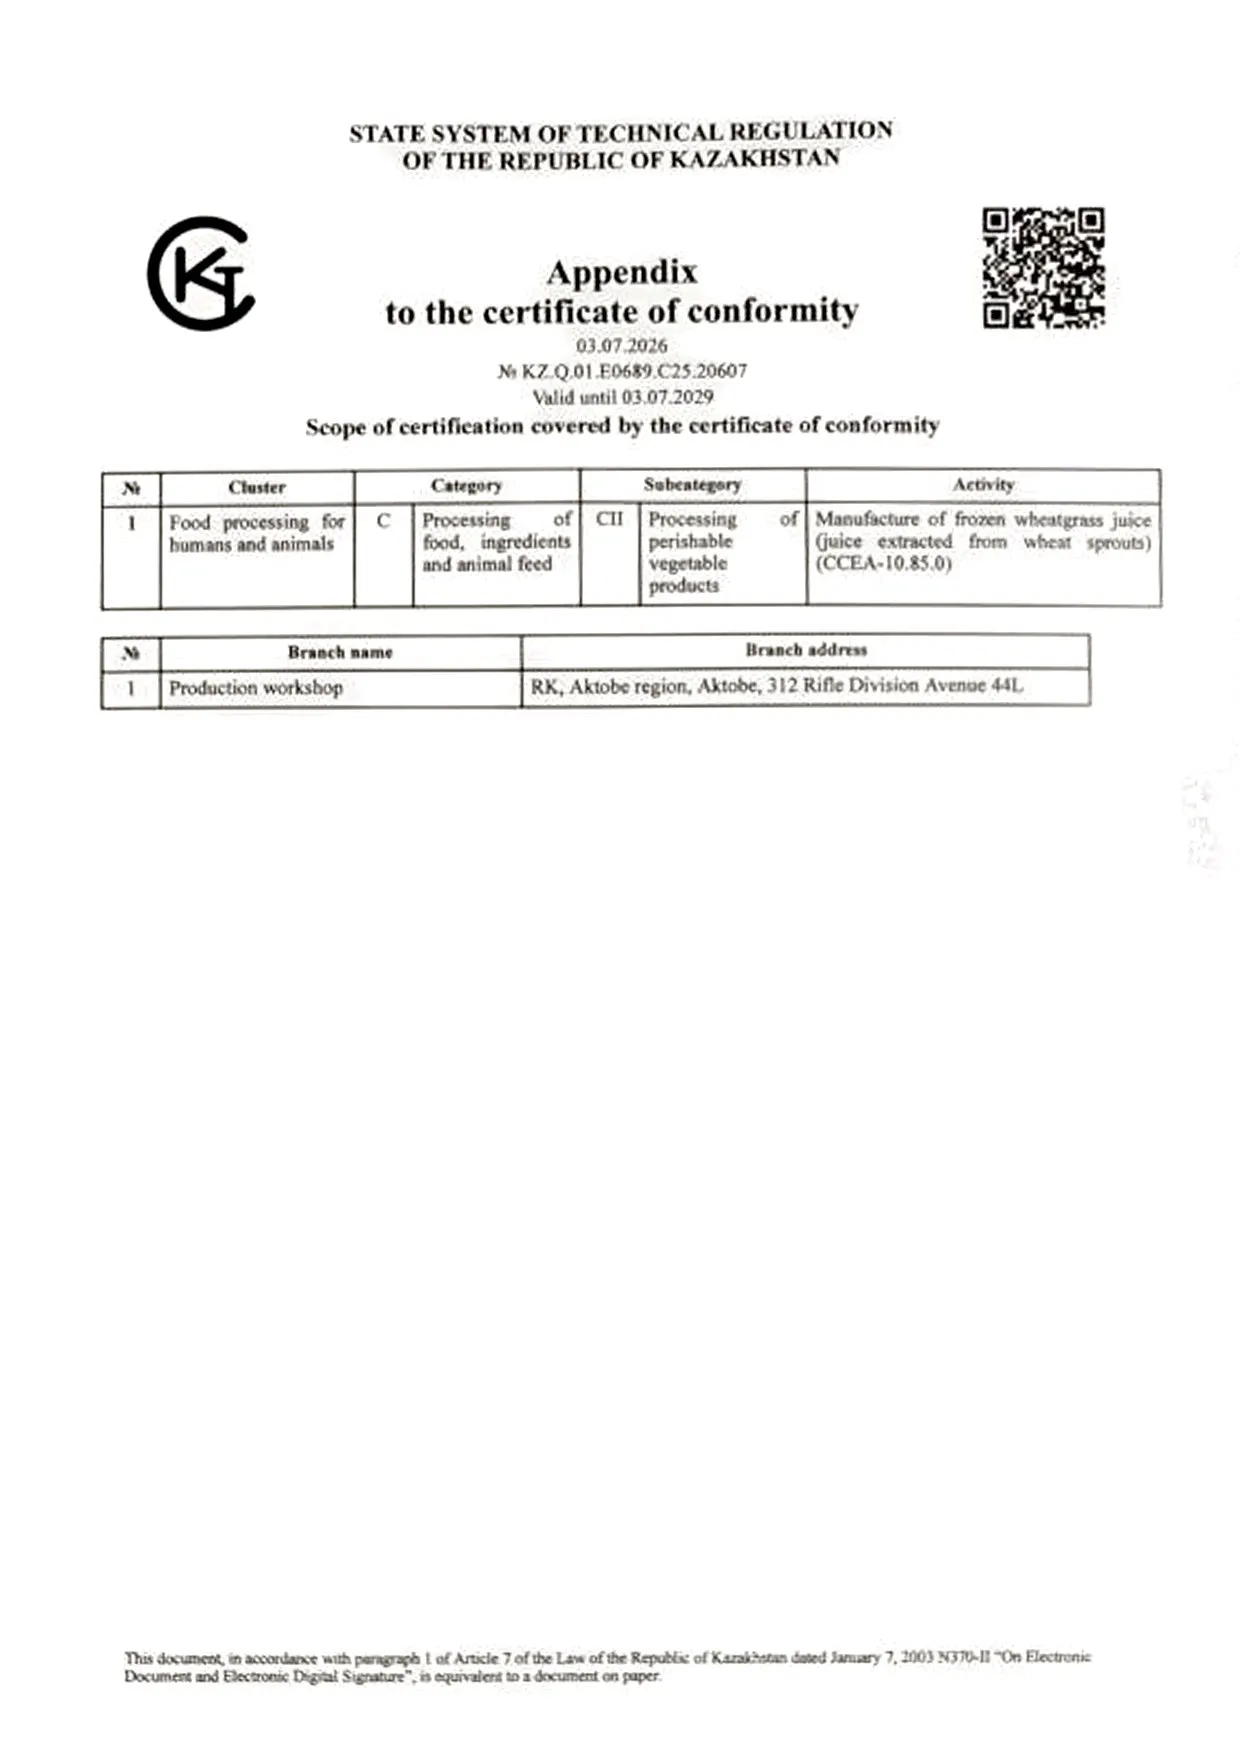 STATE SYSTEM OF TECHNICAL REGULATION
OF THE REPUBLIC OF KAZAKHSTAN
Appendix
to the certificate of conformity
03.07.2026
№ KZ.Q.01.E0689.C25.20607
Valid until 03.07.2029
Scope of certification covered by the certificate of conformity
№ Cluster Category Subcategory Activity
1 Food processing for C Processing of CII Processing of Manufacture of frozen wheatgrass juice
humans and animals food, ingredients perishable (juice extracted from wheat sprouts)
and animal feed vegetable (CCEA-10.85.0)
products
№ Branch name Branch address
1 Production workshop RK, Aktobe region, Aktobe, 312 Rifle Division Avenue 44L
This document, in accordance with paragraph 1 of Article 7 of the Law of the Republic of Kazakhstan dated January 7, 2003 N370-II "On Electronic
Document and Electronic Digital Signature", is equivalent to a document on paper.